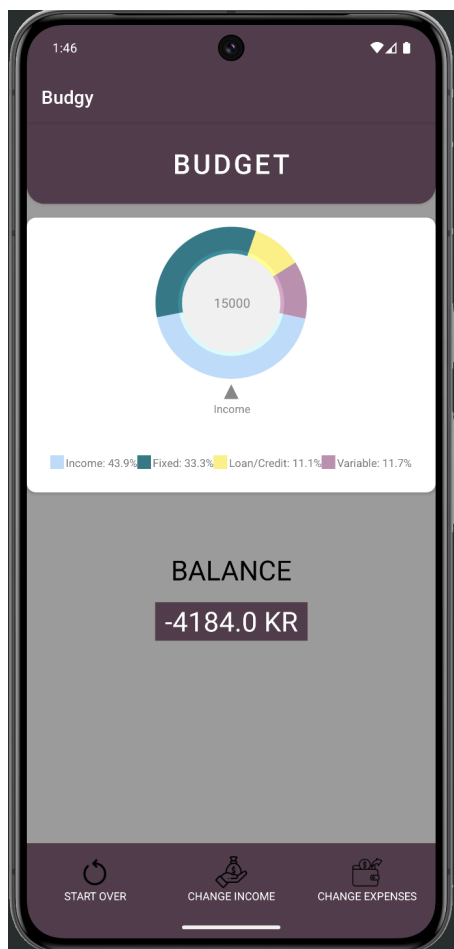 1:46
Budgy
BUDGET
15000
Income
Income: 43.9% Fixed: 33.3% Loan/Credit: 11.1% Variable: 11.7%
BALANCE
-4184.0 KR
START OVER CHANGE INCOME CHANGE EXPENSES